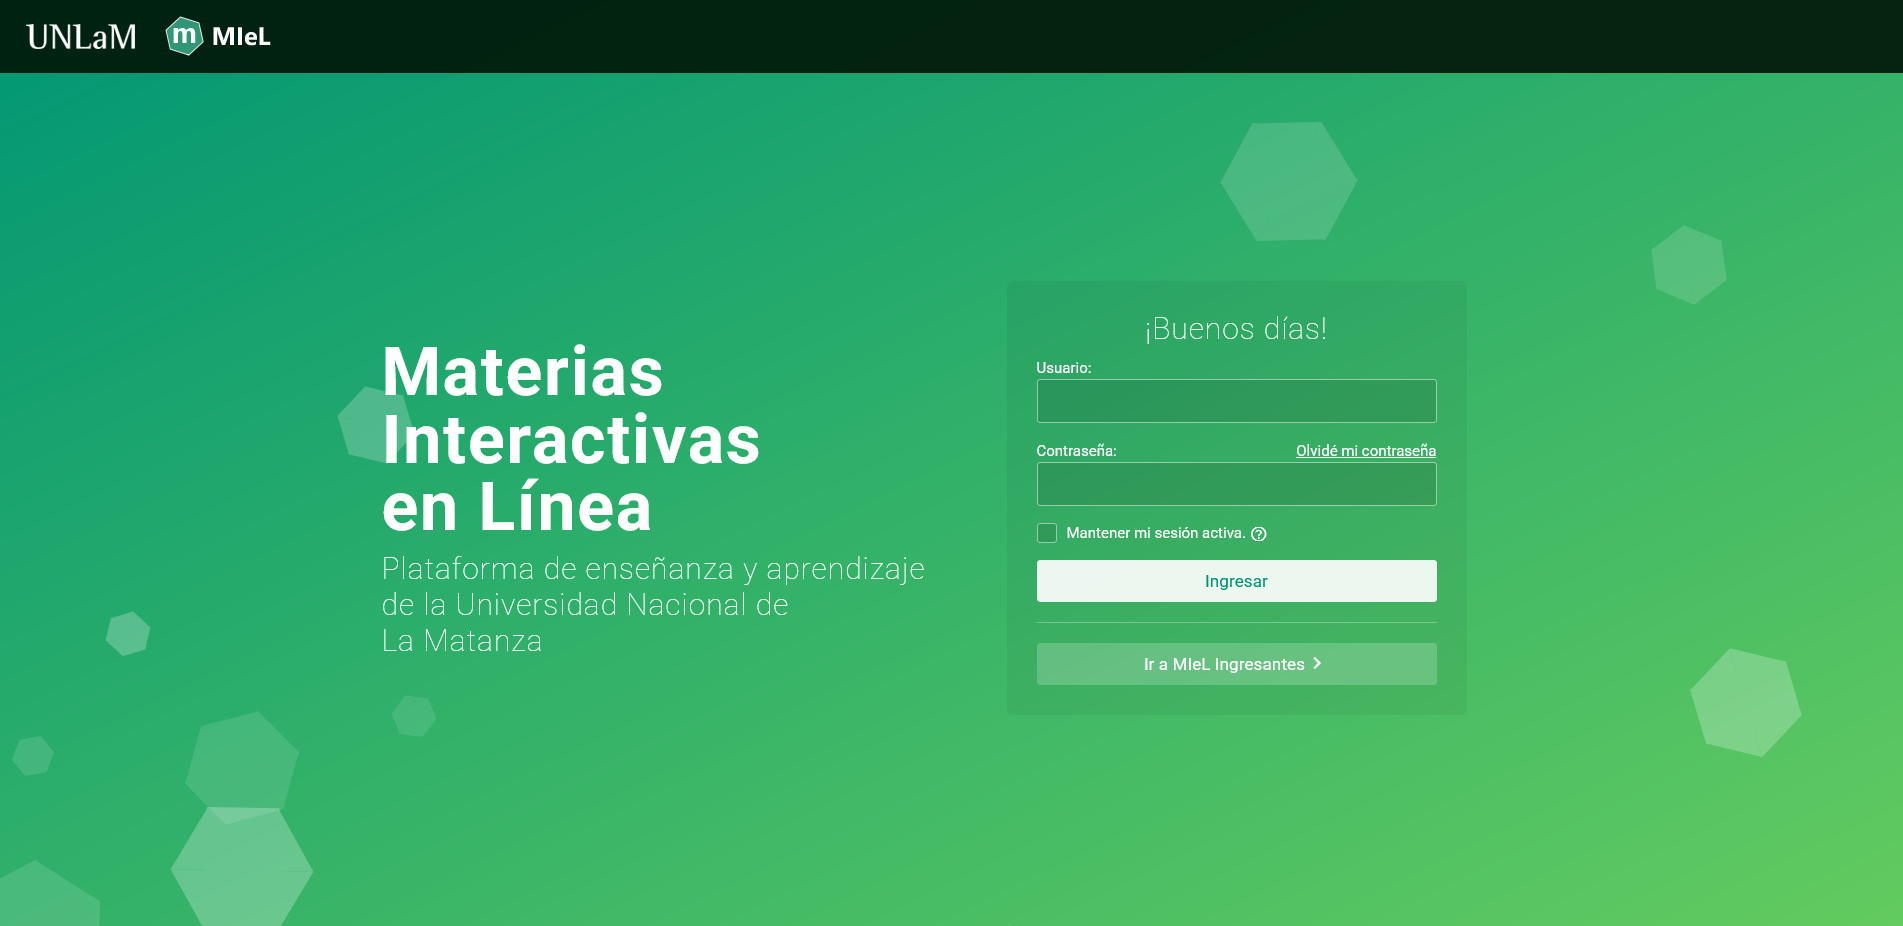 UNLaM
m MIeL
Materias
Interactivas
en Línea
Plataforma de enseñanza y aprendizaje
de la Universidad Nacional de
La Matanza
¡Buenos días!
Usuario:
Contraseña:
Olvidé mi contraseña
Mantener mi sesión activa. ?
Ingresar
Ir a MIeL Ingresantes